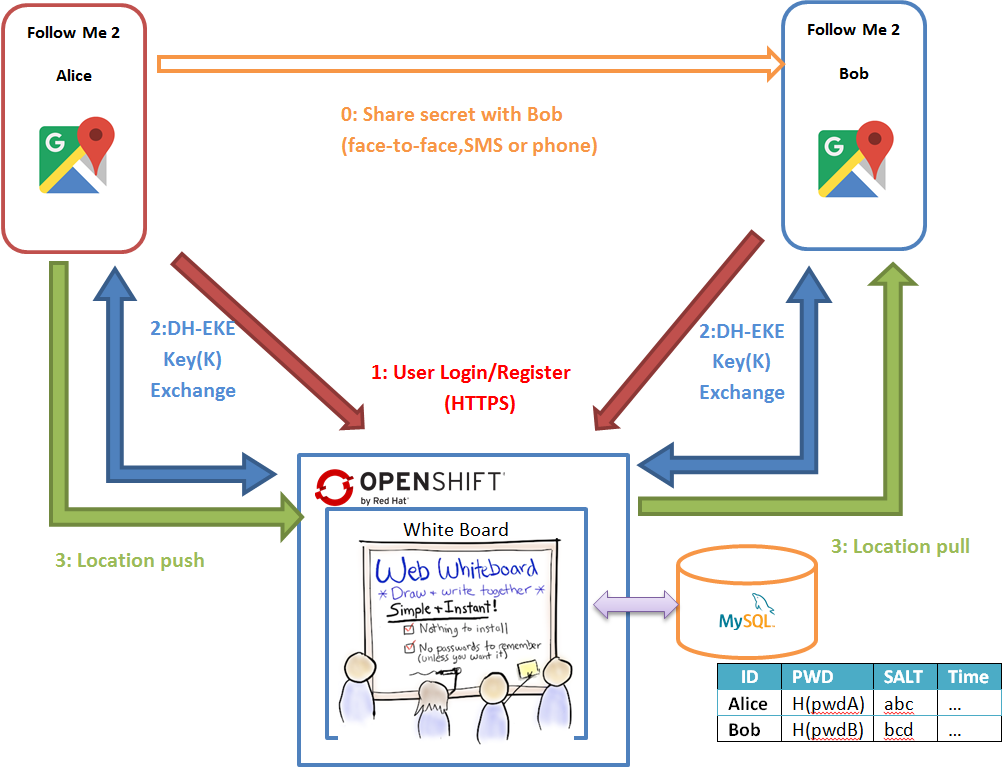 Follow Me 2
Alice
G
Follow Me 2
Bob
G
0: Share secret with Bob
(face-to-face,SMS or phone)
2:DH-EKE
Key(K)
Exchange
2:DH-EKE
Key(K)
Exchange
1: User Login/Register
(HTTPS)
OPENSHIFT
by Red Hat®
White Board
Web Whiteboard
* Draw + write together *
Simple + Instant!
Nothing to install
No passwords to remember
(unless you want it)
3: Location push
3: Location pull
MySQL™
ID PWD SALT Time
Alice H(pwdA) abc ...
Bob H(pwdB) bcd ...